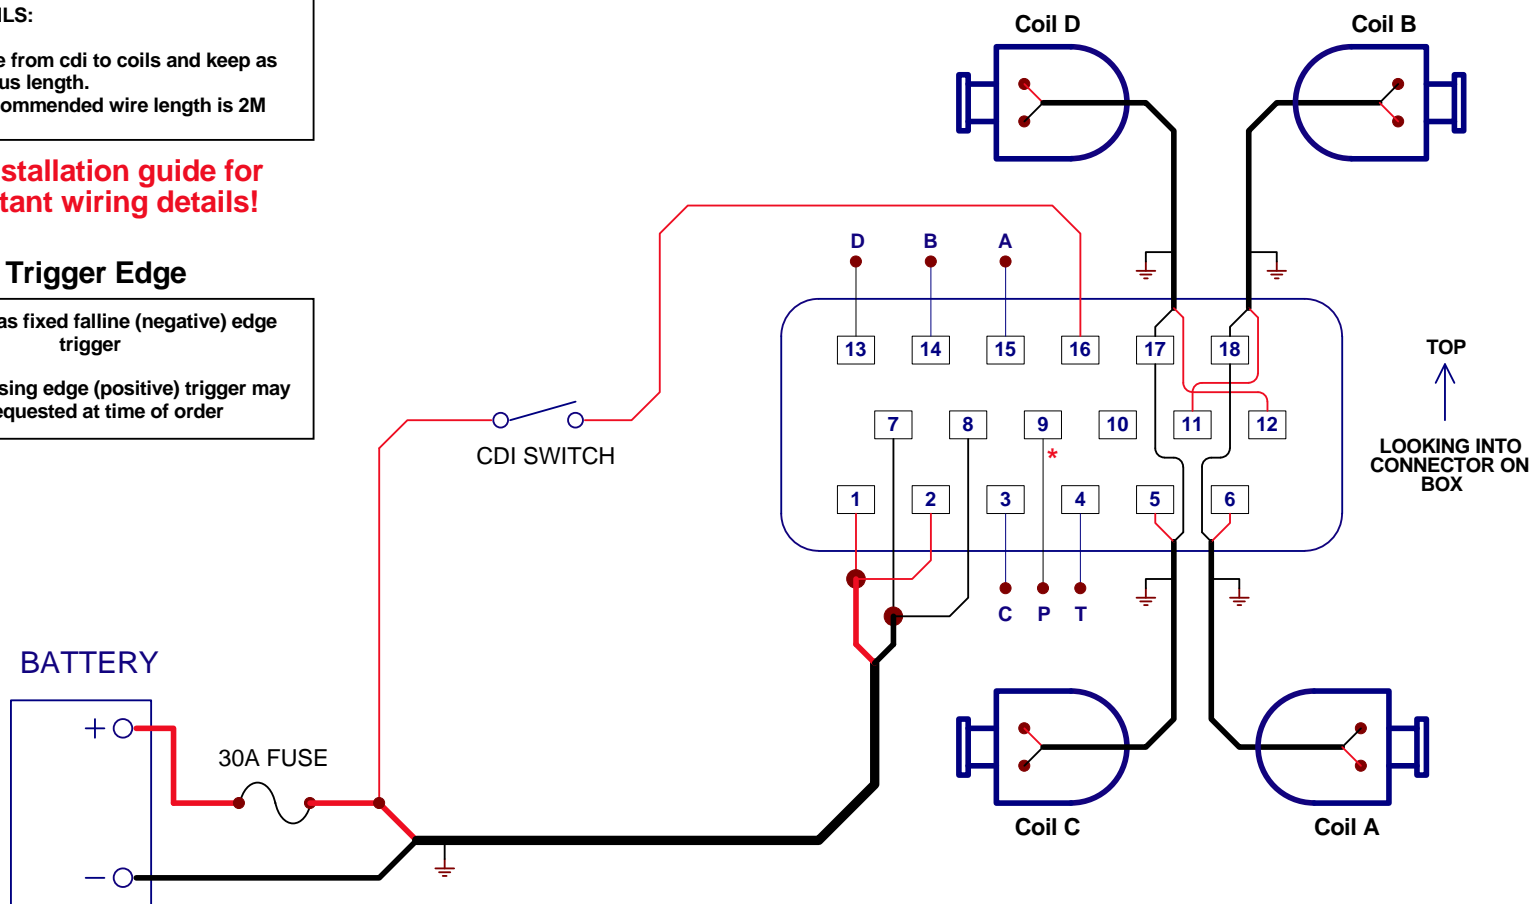 ILS:
e from cdi to coils and keep as
us length.
commended wire length is 2M
stallation guide for
tant wiring details!
Trigger Edge
as fixed falline (negative) edge
trigger
sing edge (positive) trigger may
equested at time of order
Coil D
Coil B
D
B
A
13
14
15
16
17
18
TOP
7
8
9
10
11
12
*
CDI SWITCH
LOOKING INTO
CONNECTOR ON
BOX
1
2
3
4
5
6
C
P
T
BATTERY
+
30A FUSE
−
Coil C
Coil A